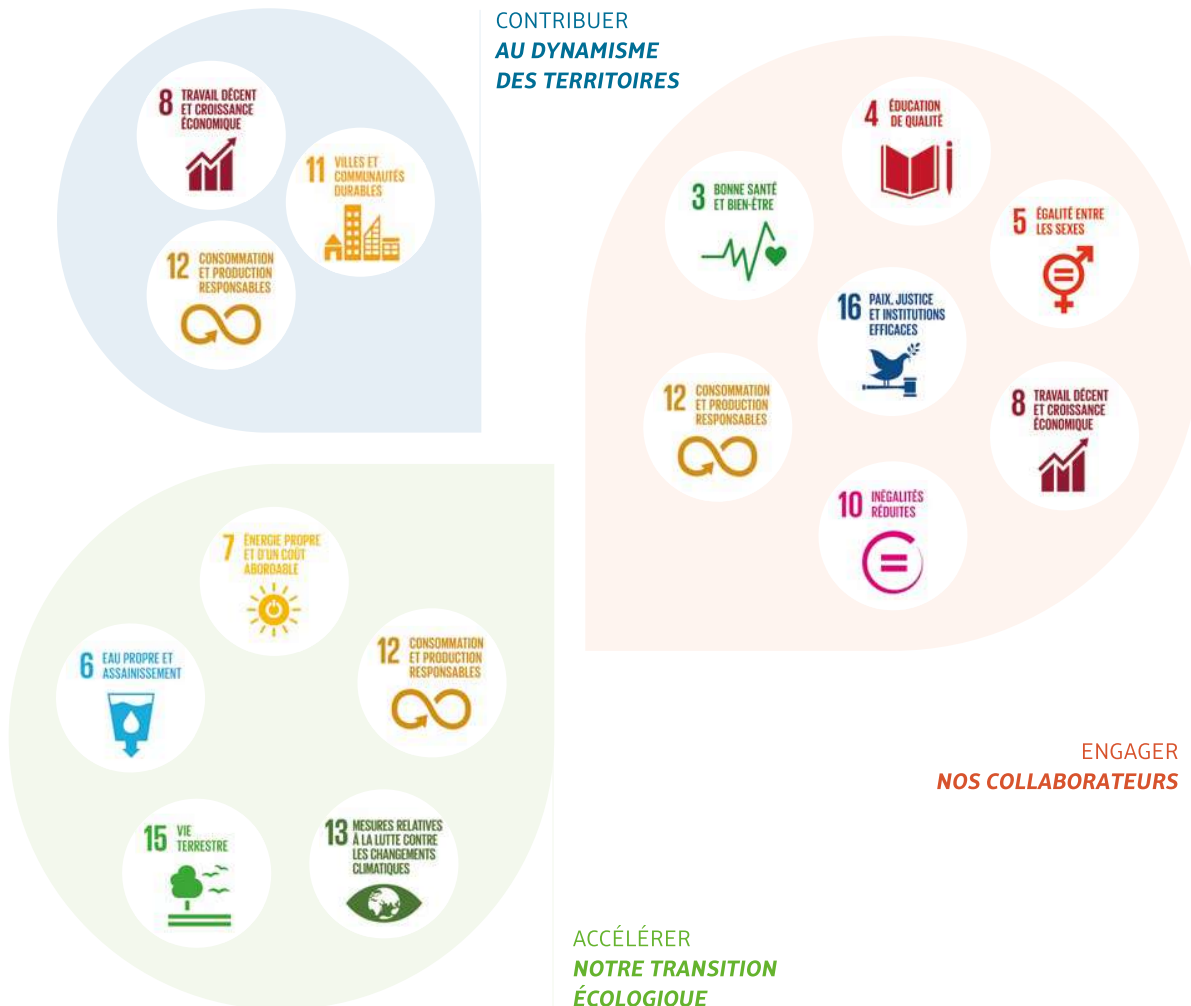 CONTRIBUER
AU DYNAMISME
DES TERRITOIRES
8 TRAVAIL DÉCENT
ET CROISSANCE
ÉCONOMIQUE
11 VILLES ET
COMMUNAUTÉS
DURABLES
12 CONSOMMATION
ET PRODUCTION
RESPONSABLES
4 ÉDUCATION
DE QUALITÉ
3 BONNE SANTÉ
ET BIEN-ÊTRE
5 ÉGALITÉ ENTRE
LES SEXES
16 PAIX, JUSTICE
ET INSTITUTIONS
EFFICACES
12 CONSOMMATION
ET PRODUCTION
RESPONSABLES
8 TRAVAIL DÉCENT
ET CROISSANCE
ÉCONOMIQUE
10 INÉGALITÉS
RÉDUITES
ENGAGER
NOS COLLABORATEURS
7 ÉNERGIE PROPRE
ET D'UN COÛT
ABORDABLE
6 EAU PROPRE ET
ASSAINISSEMENT
12 CONSOMMATION
ET PRODUCTION
RESPONSABLES
15 VIE
TERRESTRE
13 MESURES RELATIVES
À LA LUTTE CONTRE
LES CHANGEMENTS
CLIMATIQUES
ACCÉLÉRER
NOTRE TRANSITION
ÉCOLOGIQUE